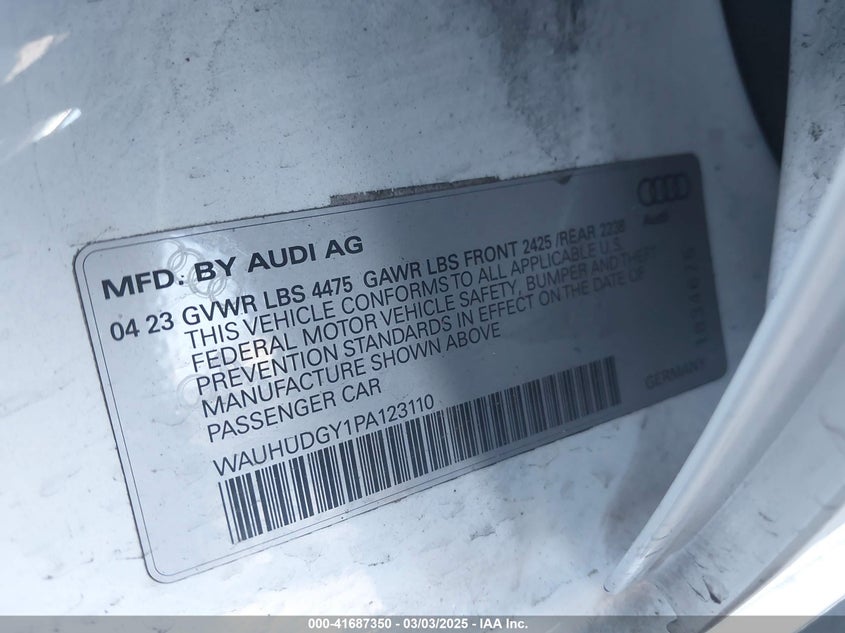 MFD. BY AUDI AG
Audi
04 23 GVWR LBS 4475 GAWR LBS FRONT 2425 /REAR 2238
THIS VEHICLE CONFORMS TO ALL APPLICABLE U.S.
FEDERAL MOTOR VEHICLE SAFETY, BUMPER AND THEFT
PREVENTION STANDARDS IN EFFECT ON THE DATE OF
MANUFACTURE SHOWN ABOVE
PASSENGER CAR
GERMANY
WAUHUDGY1PA123110
000-41687350 / 03/03/2025 - IAA Inc.